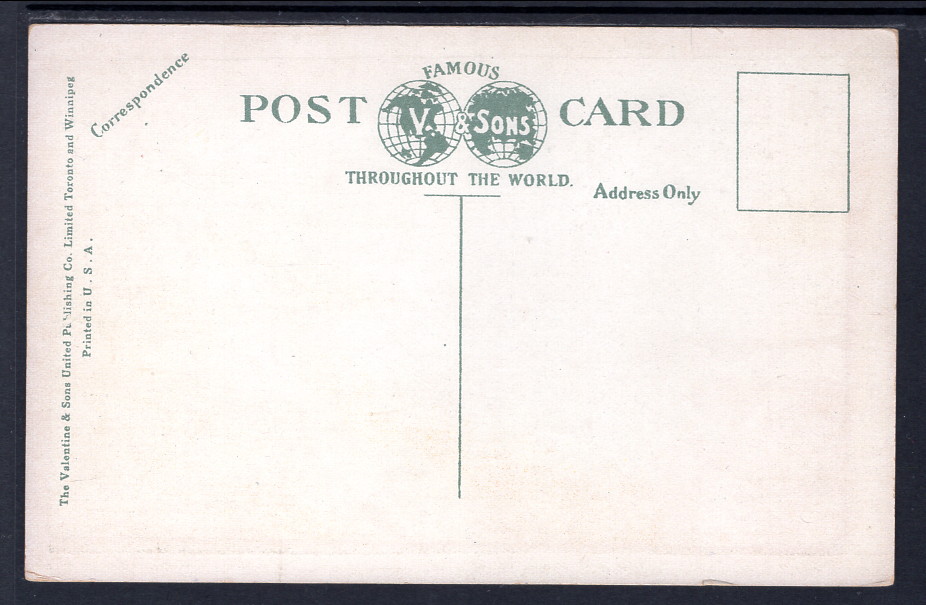 Correspondence
FAMOUS
POST V. & SONS CARD
THROUGHOUT THE WORLD.
Address Only
The Valentine & Sons United Publishing Co. Limited Toronto and Winnipeg
Printed in U.S.A.